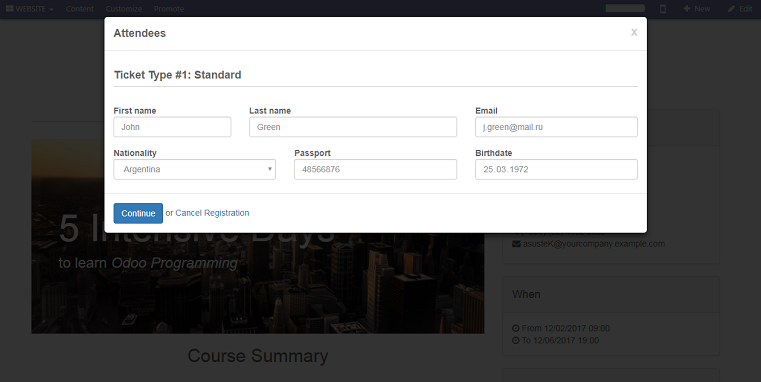 WEBSITE Content Customize Promote New Edit
Attendees x
Ticket Type #1: Standard
First name Last name Email
John Green j.green@mail.ru
Nationality Passport Birthdate
Argentina 48566876 25.03.1972
Continue or Cancel Registration
5 Intensive Days
to learn Odoo Programming
asusteK@yourcompany.example.com
When
From 12/02/2017 09:00
To 12/06/2017 19:00
Course Summary